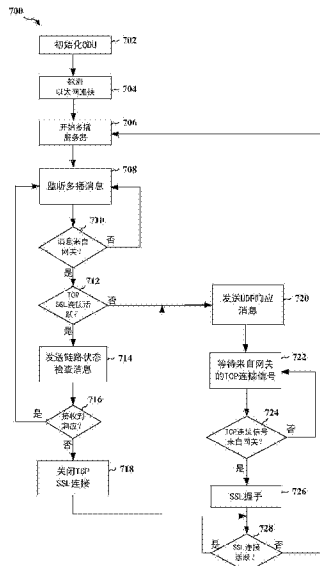 700
初始化ODU
702
以太网连接
704
开始多播
服务器
706
监听多播消息
708
710
消息来自
网关?
否
是
712
TCP
SSL连接活
跃?
否
是
发送链路状态
检查消息
714
716
接收到
响应?
是
否
关闭TCP
SSL连接
718
发送UDP响应
消息
720
等待来自网关
的TCP连接信号
722
724
TCP连接信号
来自网关?
否
是
SSL握手
726
728
SSL连接
活跃?
是
否